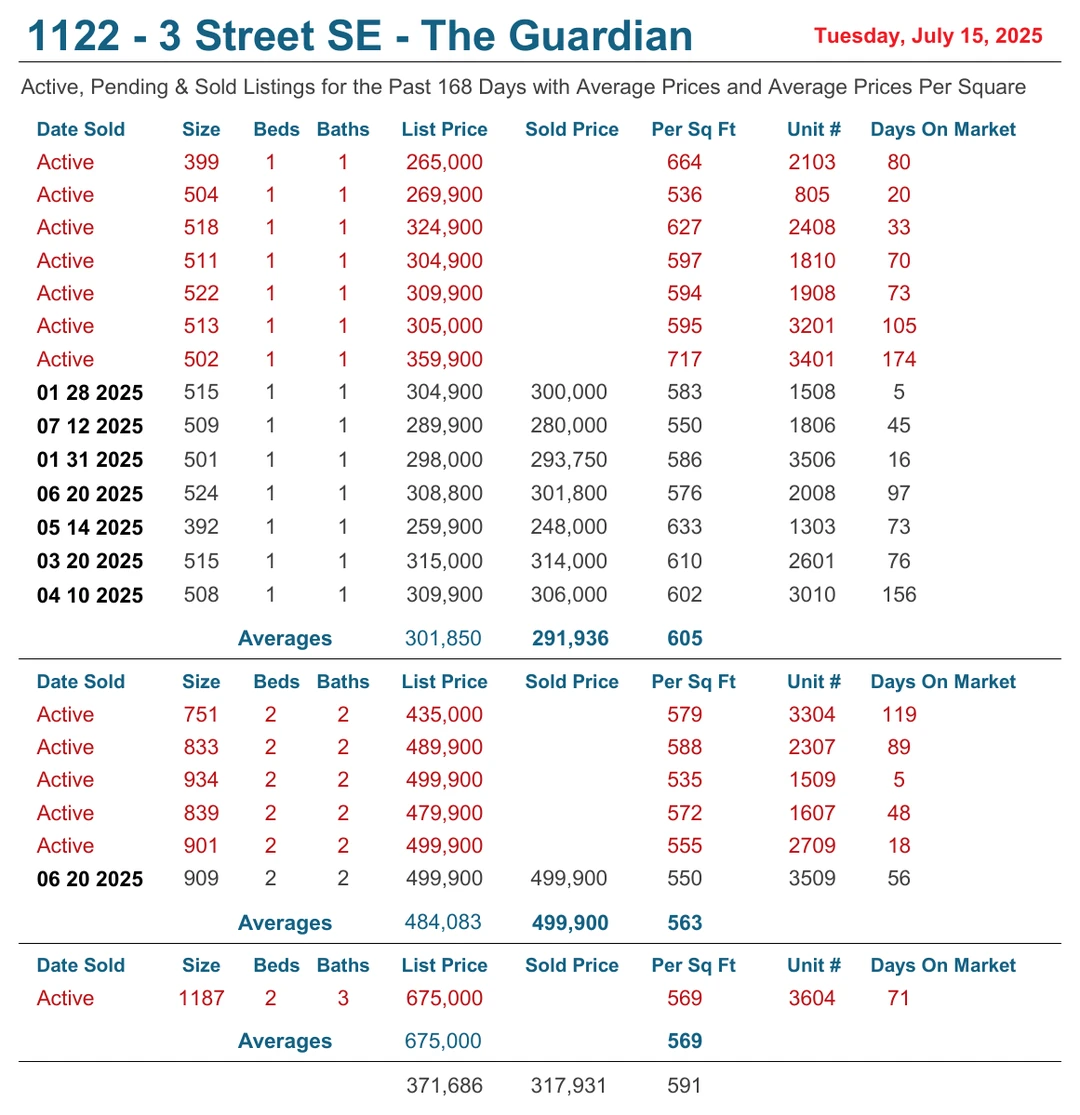 1122 - 3 Street SE - The Guardian Tuesday, July 15, 2025
Active, Pending & Sold Listings for the Past 168 Days with Average Prices and Average Prices Per Square
Date Sold Size Beds Baths List Price Sold Price Per Sq Ft Unit # Days On Market
Active 399 1 1 265,000 664 2103 80
Active 504 1 1 269,900 536 805 20
Active 518 1 1 324,900 627 2408 33
Active 511 1 1 304,900 597 1810 70
Active 522 1 1 309,900 594 1908 73
Active 513 1 1 305,000 595 3201 105
Active 502 1 1 359,900 717 3401 174
01 28 2025 515 1 1 304,900 300,000 583 1508 5
07 12 2025 509 1 1 289,900 280,000 550 1806 45
01 31 2025 501 1 1 298,000 293,750 586 3506 16
06 20 2025 524 1 1 308,800 301,800 576 2008 97
05 14 2025 392 1 1 259,900 248,000 633 1303 73
03 20 2025 515 1 1 315,000 314,000 610 2601 76
04 10 2025 508 1 1 309,900 306,000 602 3010 156
Averages 301,850 291,936 605
Date Sold Size Beds Baths List Price Sold Price Per Sq Ft Unit # Days On Market
Active 751 2 2 435,000 579 3304 119
Active 833 2 2 489,900 588 2307 89
Active 934 2 2 499,900 535 1509 5
Active 839 2 2 479,900 572 1607 48
Active 901 2 2 499,900 555 2709 18
06 20 2025 909 2 2 499,900 499,900 550 3509 56
Averages 484,083 499,900 563
Date Sold Size Beds Baths List Price Sold Price Per Sq Ft Unit # Days On Market
Active 1187 2 3 675,000 569 3604 71
Averages 675,000 569
371,686 317,931 591